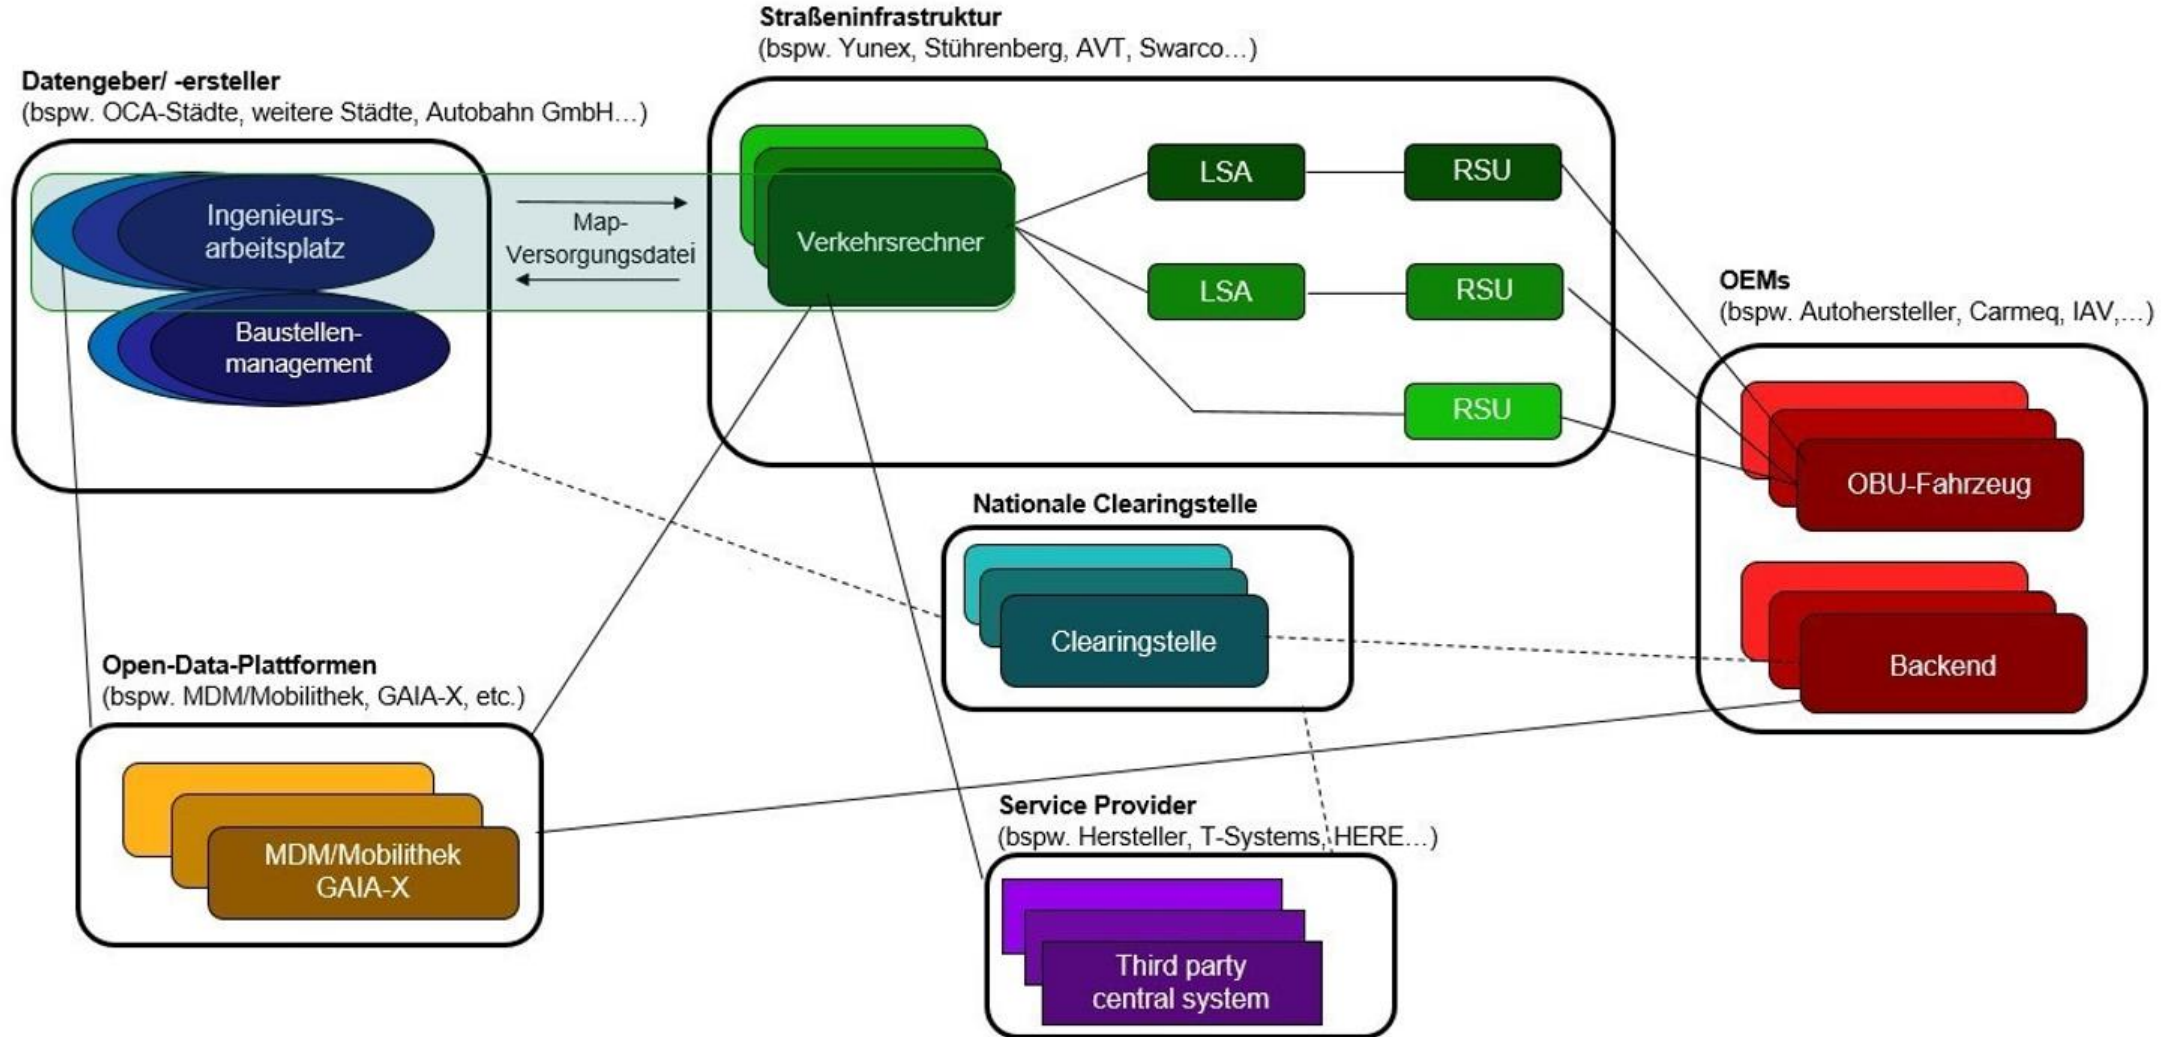 Straßeninfrastruktur
(bspw. Yunex, Stührenberg, AVT, Swarco…)
Datengeber/ -ersteller
(bspw. OCA-Städte, weitere Städte, Autobahn GmbH…)
Ingenieurs-
arbeitsplatz
Baustellen-
management
Map-
Versorgungsdatei
Verkehrsrechner
LSA
RSU
LSA
RSU
RSU
OEMs
(bspw. Autohersteller, Carmeq, IAV,…)
OBU-Fahrzeug
Backend
Nationale Clearingstelle
Clearingstelle
Open-Data-Plattformen
(bspw. MDM/Mobilithek, GAIA-X, etc.)
MDM/Mobilithek
GAIA-X
Service Provider
(bspw. Hersteller, T-Systems, HERE…)
Third party
central system